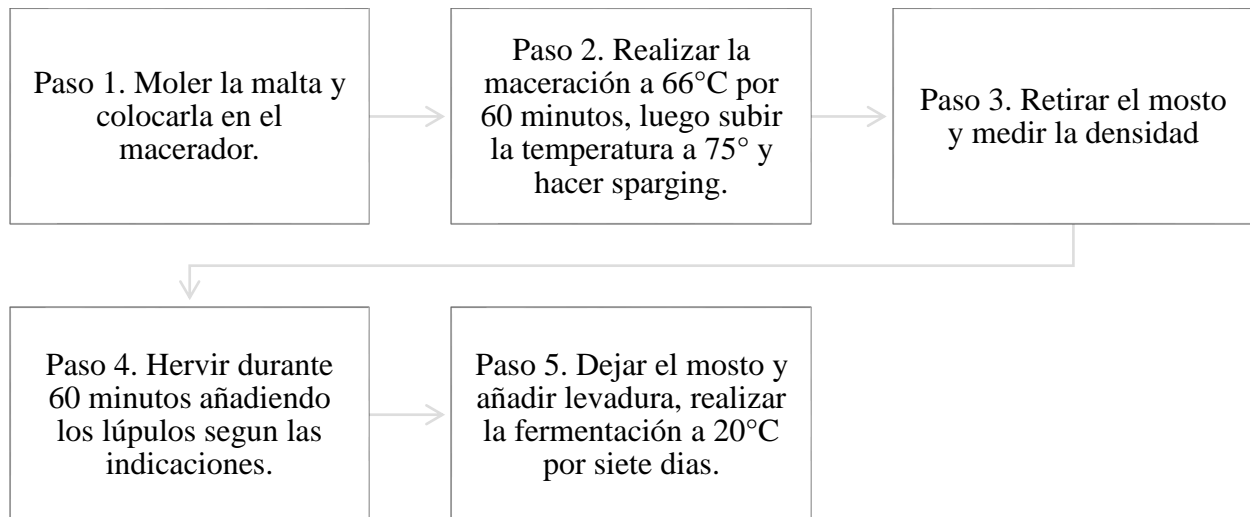 Paso 1. Moler la malta y
colocarla en el
macerador.
Paso 2. Realizar la
maceración a 66°C por
60 minutos, luego subir
la temperatura a 75° y
hacer sparging.
Paso 3. Retirar el mosto
y medir la densidad
Paso 4. Hervir durante
60 minutos añadiendo
los lúpulos segun las
indicaciones.
Paso 5. Dejar el mosto y
añadir levadura, realizar
la fermentación a 20°C
por siete dias.